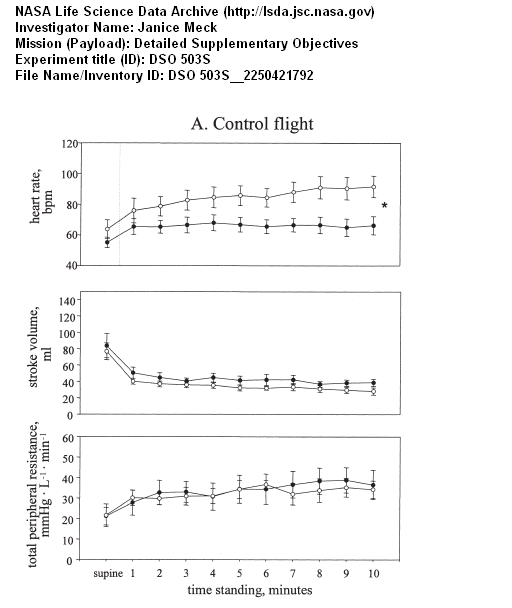 NASA Life Science Data Archive (http://lsda.jsc.nasa.gov)
Investigator Name: Janice Meck
Mission (Payload): Detailed Supplementary Objectives
Experiment title (ID): DSO 503S
File Name/Inventory ID: DSO 503S__2250421792
A. Control flight
heart rate,
bpm
120
100
80
60
40
*
stroke volume,
ml
140
120
100
80
60
40
20
0
total peripheral resistance,
mmHg · L⁻¹ · min⁻¹
60
50
40
30
20
10
0
supine 1 2 3 4 5 6 7 8 9 10
time standing, minutes